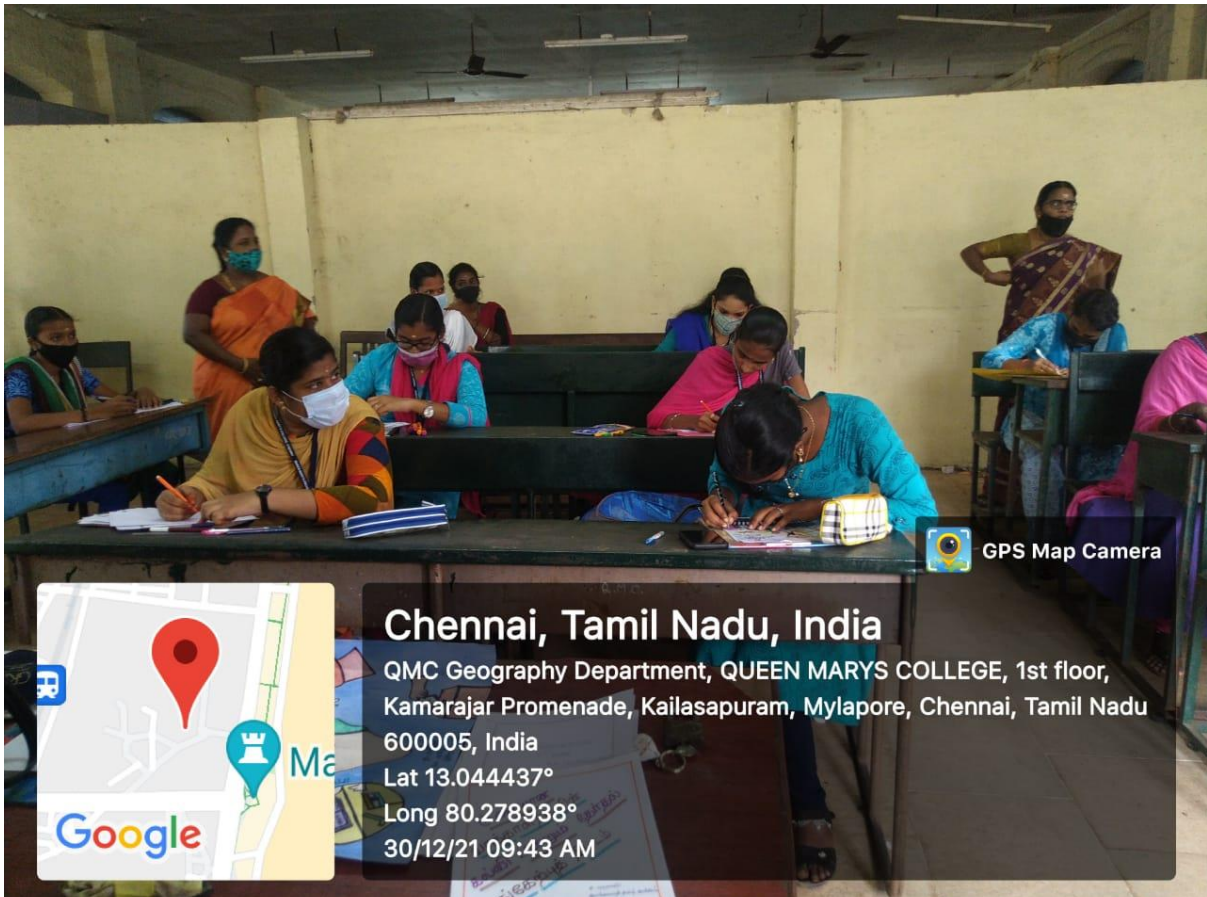 GPS Map Camera
Chennai, Tamil Nadu, India
QMC Geography Department, QUEEN MARYS COLLEGE, 1st floor,
Kamarajar Promenade, Kailasapuram, Mylapore, Chennai, Tamil Nadu
600005, India
Lat 13.044437°
Long 80.278938°
30/12/21 09:43 AM
Ma
Google